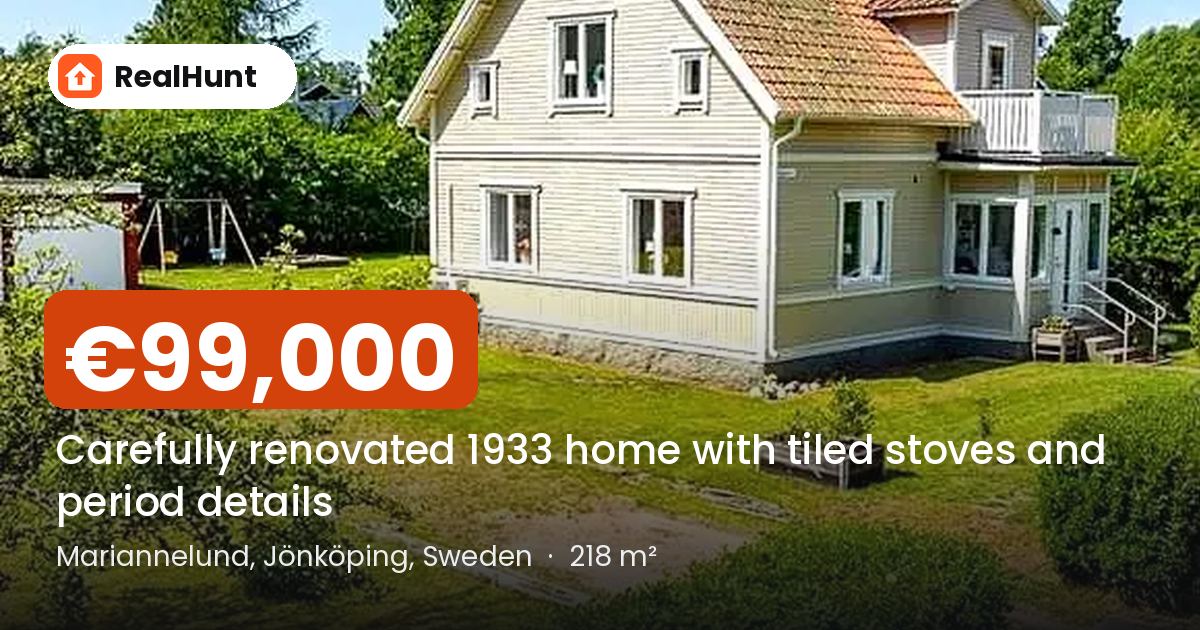 RealHunt
€99,000
Carefully renovated 1933 home with tiled stoves and
period details
Mariannelund, Jönköping, Sweden · 218 m²